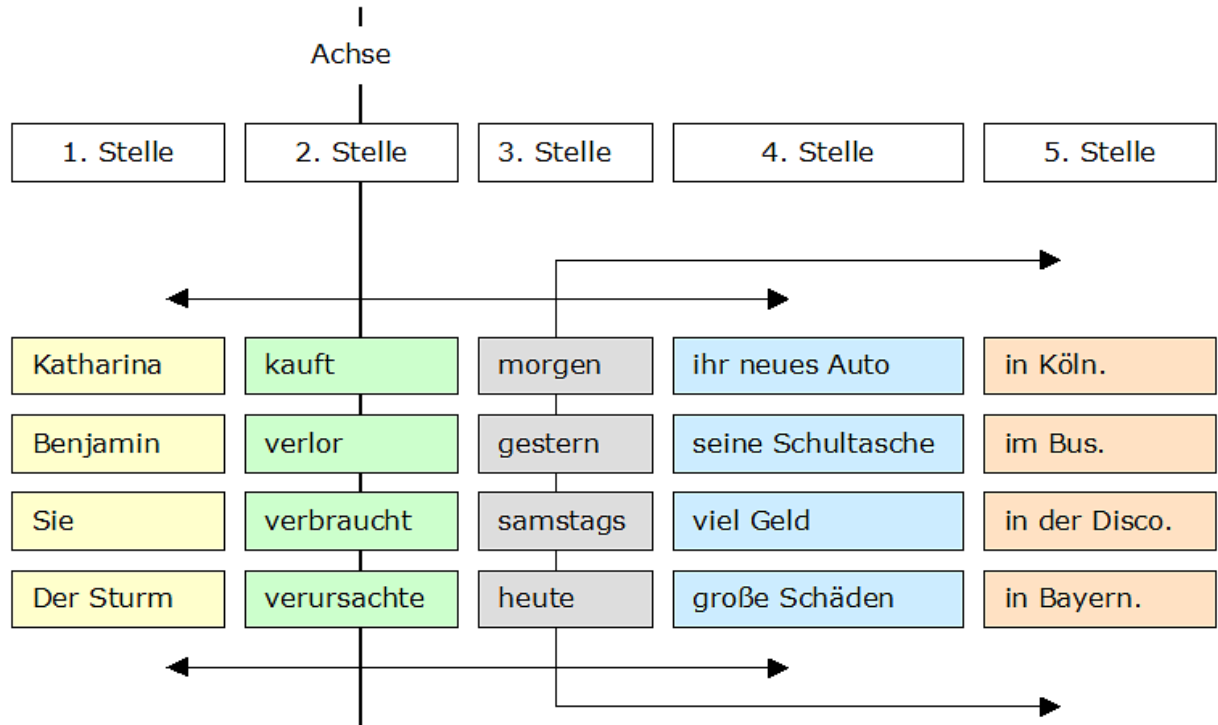 Achse
1. Stelle 2. Stelle 3. Stelle 4. Stelle 5. Stelle
Katharina kauft morgen ihr neues Auto in Köln.
Benjamin verlor gestern seine Schultasche im Bus.
Sie verbraucht samstags viel Geld in der Disco.
Der Sturm verursachte heute große Schäden in Bayern.